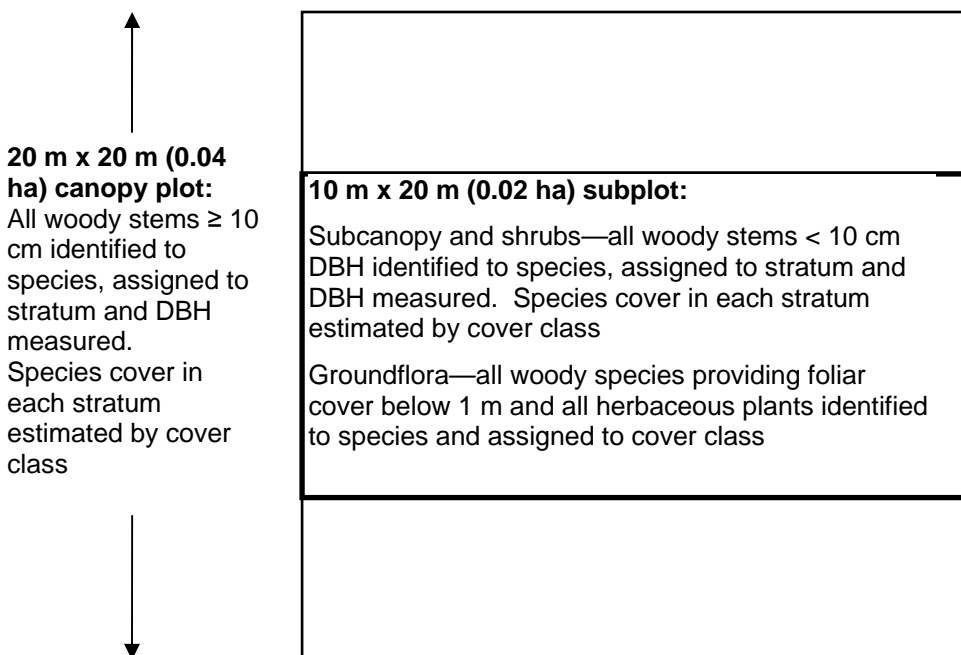 20 m x 20 m (0.04
ha) canopy plot:
All woody stems ≥ 10
cm identified to
species, assigned to
stratum and DBH
measured.
Species cover in
each stratum
estimated by cover
class
10 m x 20 m (0.02 ha) subplot:
Subcanopy and shrubs—all woody stems < 10 cm
DBH identified to species, assigned to stratum and
DBH measured.  Species cover in each stratum
estimated by cover class
Groundflora—all woody species providing foliar
cover below 1 m and all herbaceous plants identified
to species and assigned to cover class